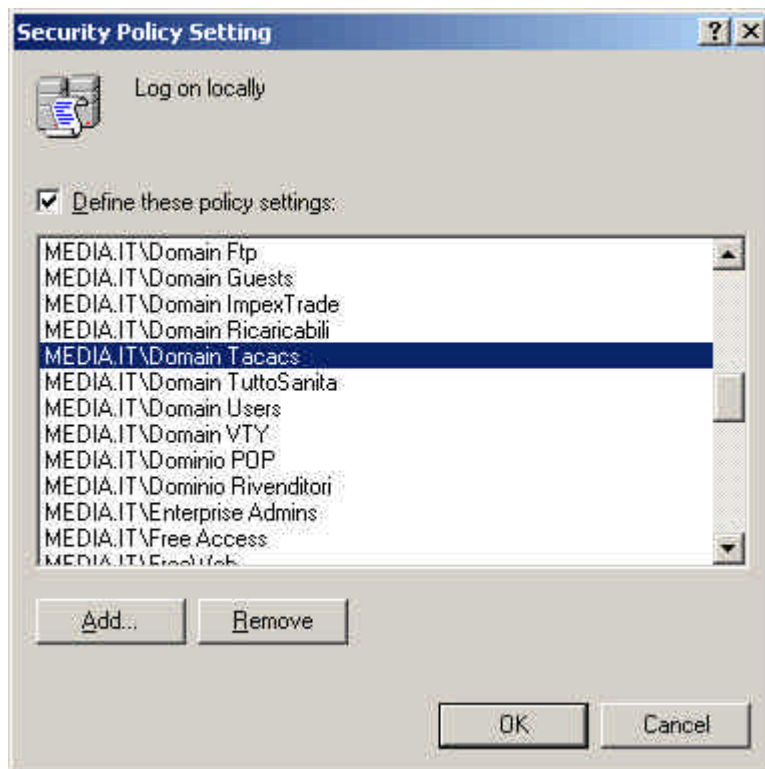 Security Policy Setting
Log on locally
Define these policy settings:
MEDIA.IT\Domain Ftp
MEDIA.IT\Domain Guests
MEDIA.IT\Domain ImpexTrade
MEDIA.IT\Domain Ricaricabili
MEDIA.IT\Domain Tacacs
MEDIA.IT\Domain TuttoSanita
MEDIA.IT\Domain Users
MEDIA.IT\Domain VTY
MEDIA.IT\Dominio POP
MEDIA.IT\Dominio Rivenditori
MEDIA.IT\Enterprise Admins
MEDIA.IT\Free Access
Add... Remove
OK Cancel